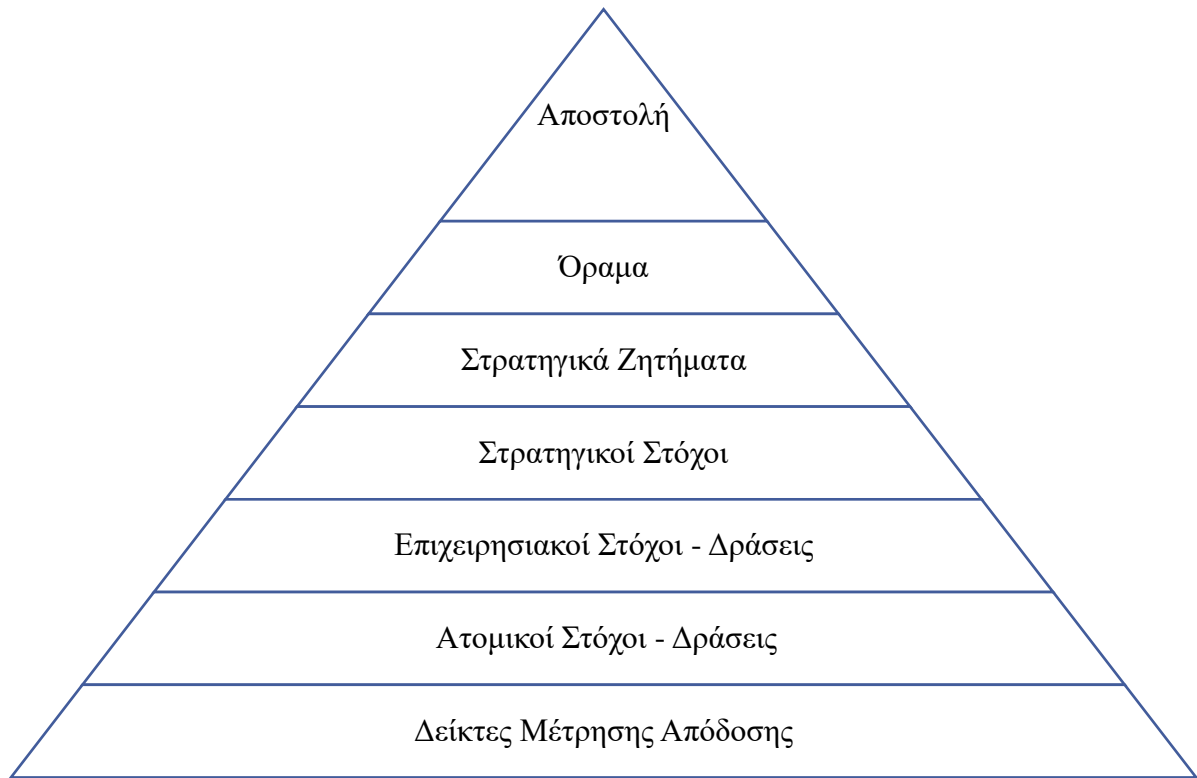 Αποστολή
Όραμα
Στρατηγικά Ζητήματα
Στρατηγικοί Στόχοι
Επιχειρησιακοί Στόχοι - Δράσεις
Ατομικοί Στόχοι - Δράσεις
Δείκτες Μέτρησης Απόδοσης